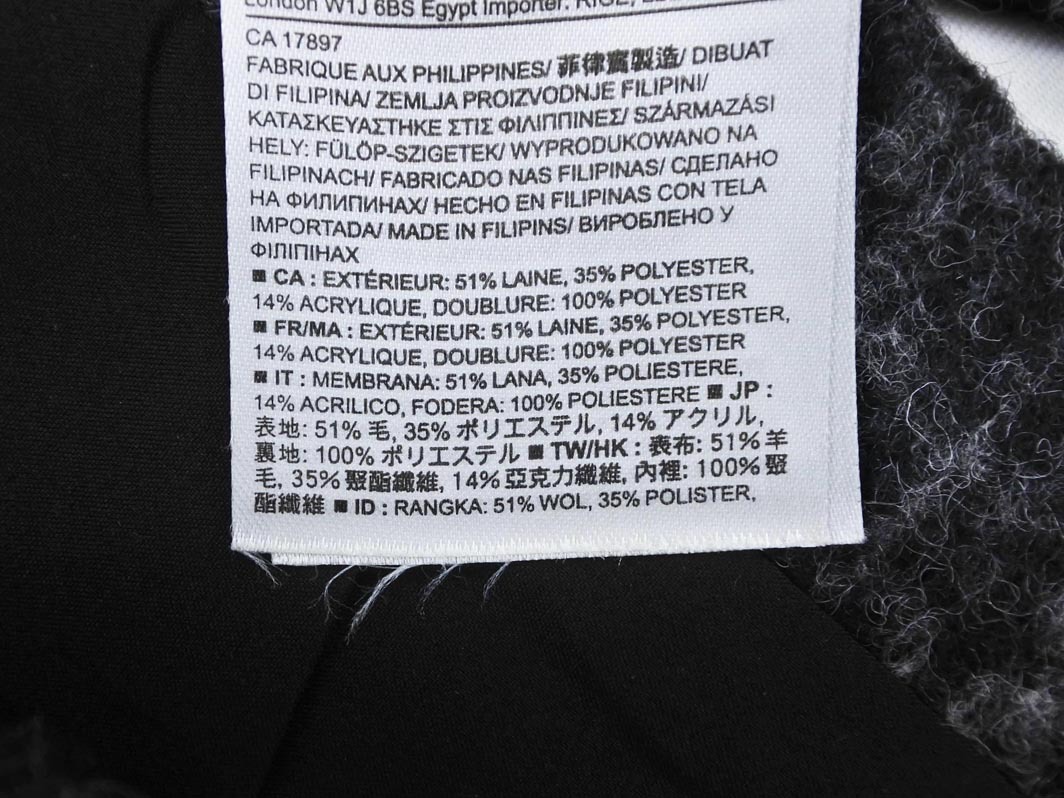 London W1J 6BS Egypt Importer: RIGE,
CA 17897
FABRIQUE AUX PHILIPPINES/ 菲律賓製造/ DIBUAT
DI FILIPINA/ ZEMLJA PROIZVODNJE FILIPINI/
ΚΑΤΑΣΚΕΥΑΣΤΗΚΕ ΣΤΙΣ ΦΙΛΙΠΠΙΝΕΣ/ SZÁRMAZÁSI
HELY: FÜLÖP-SZIGETEK/ WYPRODUKOWANO NA
FILIPINACH/ FABRICADO NAS FILIPINAS/ СДЕЛАНО
НА ФИЛИПИНАХ/ HECHO EN FILIPINAS CON TELA
IMPORTADA/ MADE IN FILIPINS/ ВИРОБЛЕНО У
ФІЛІПІНАХ
■ CA : EXTÉRIEUR: 51% LAINE, 35% POLYESTER,
14% ACRYLIQUE, DOUBLURE: 100% POLYESTER
■ FR/MA : EXTÉRIEUR: 51% LAINE, 35% POLYESTER,
14% ACRYLIQUE, DOUBLURE: 100% POLYESTER
■ IT : MEMBRANA: 51% LANA, 35% POLIESTERE,
14% ACRILICO, FODERA: 100% POLIESTERE ■ JP :
表地: 51% 毛, 35% ポリエステル, 14% アクリル,
裏地: 100% ポリエステル ■ TW/HK : 表布: 51% 羊
毛, 35% 聚酯纖維, 14% 亞克力纖維, 內裡: 100% 聚
酯纖維 ■ ID : RANGKA: 51% WOL, 35% POLISTER,